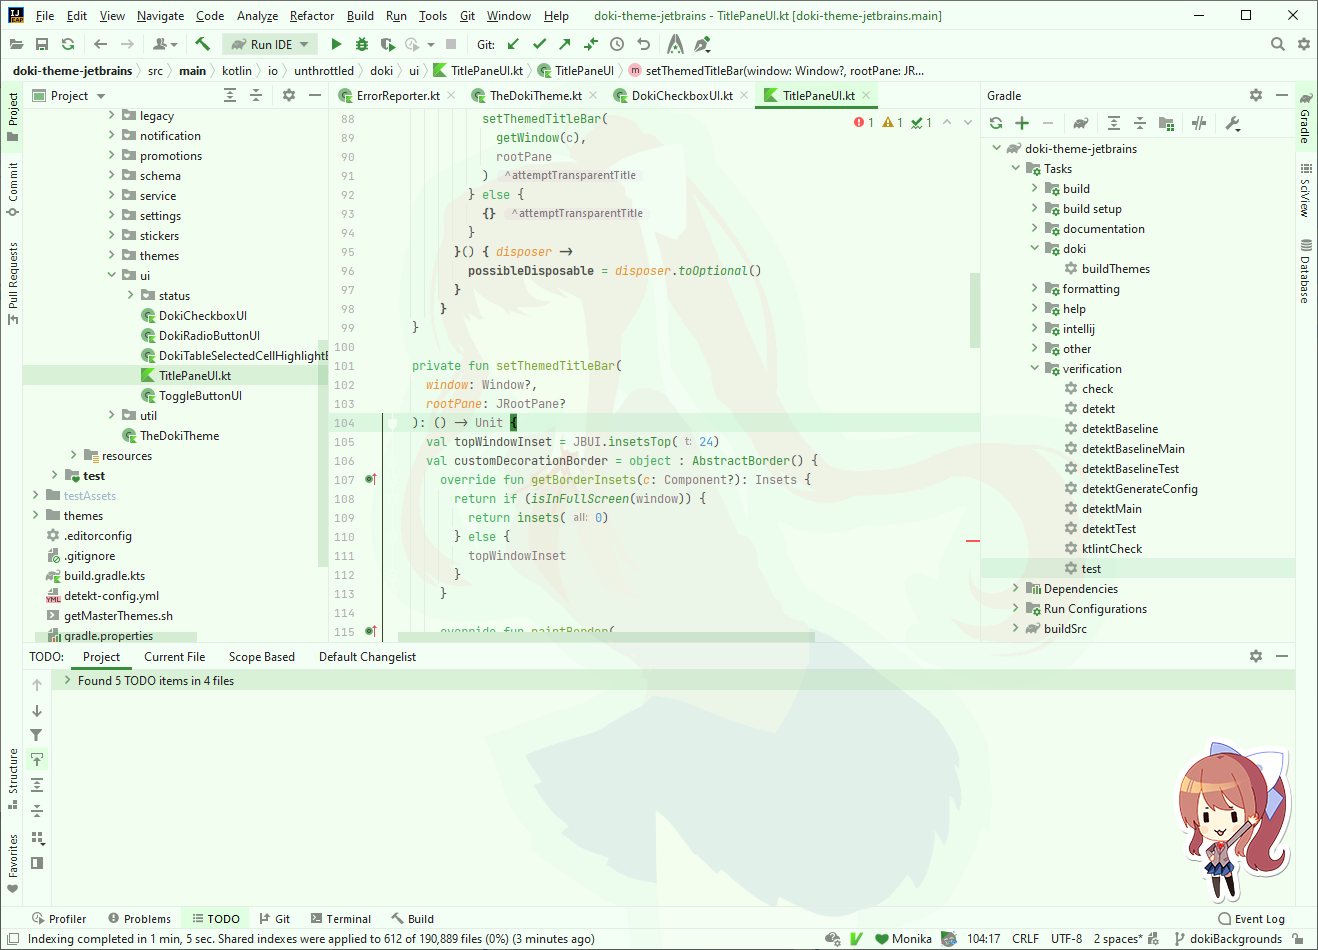 File Edit View Navigate Code Analyze Refactor Build Run Tools Git Window Help doki-theme-jetbrains - TitlePaneUI.kt [doki-theme-jetbrains.main]
Run IDE Git:
doki-theme-jetbrains src main kotlin io unthrottled doki ui TitlePaneUI.kt TitlePaneUI m setThemedTitleBar(window: Window?, rootPane: JR...
Project
Commit
Pull Requests
Structure
Favorites
Project
legacy
notification
promotions
schema
service
settings
stickers
themes
ui
status
DokiCheckboxUI
DokiRadioButtonUI
DokiTableSelectedCellHighlightB
TitlePaneUI.kt
ToggleButtonUI
util
TheDokiTheme
resources
test
testAssets
themes
.editorconfig
.gitignore
build.gradle.kts
detekt-config.yml
getMasterThemes.sh
gradle.properties
ErrorReporter.kt TheDokiTheme.kt DokiCheckboxUI.kt TitlePaneUI.kt
1 1 1
88 setThemedTitleBar(
89 getWindow(c),
90 rootPane
91 ) ^attemptTransparentTitle
92 } else {
93 {} ^attemptTransparentTitle
94 }
95 }() { disposer →
96 possibleDisposable = disposer.toOptional()
97 }
98 }
99 }
100
101 private fun setThemedTitleBar(
102 window: Window?,
103 rootPane: JRootPane?
104 ): () → Unit {
105 val topWindowInset = JBUI.insetsTop( t: 24)
106 val customDecorationBorder = object : AbstractBorder() {
107 override fun getBorderInsets(c: Component?): Insets {
108 return if (isInFullScreen(window)) {
109 return insets( all: 0)
110 } else {
111 topWindowInset
112 }
113 }
114
115 override fun paintBorder(
Gradle
doki-theme-jetbrains
Tasks
build
build setup
documentation
doki
buildThemes
formatting
help
intellij
other
verification
check
detekt
detektBaseline
detektBaselineMain
detektBaselineTest
detektGenerateConfig
detektMain
detektTest
ktlintCheck
test
Dependencies
Run Configurations
buildSrc
Gradle
SciView
Database
TODO: Project Current File Scope Based Default Changelist
Found 5 TODO items in 4 files
Profiler Problems TODO Git Terminal Build Event Log
Indexing completed in 1 min, 5 sec. Shared indexes were applied to 612 of 190,889 files (0%) (3 minutes ago) Monika 104:17 CRLF UTF-8 2 spaces* dokiBackgrounds